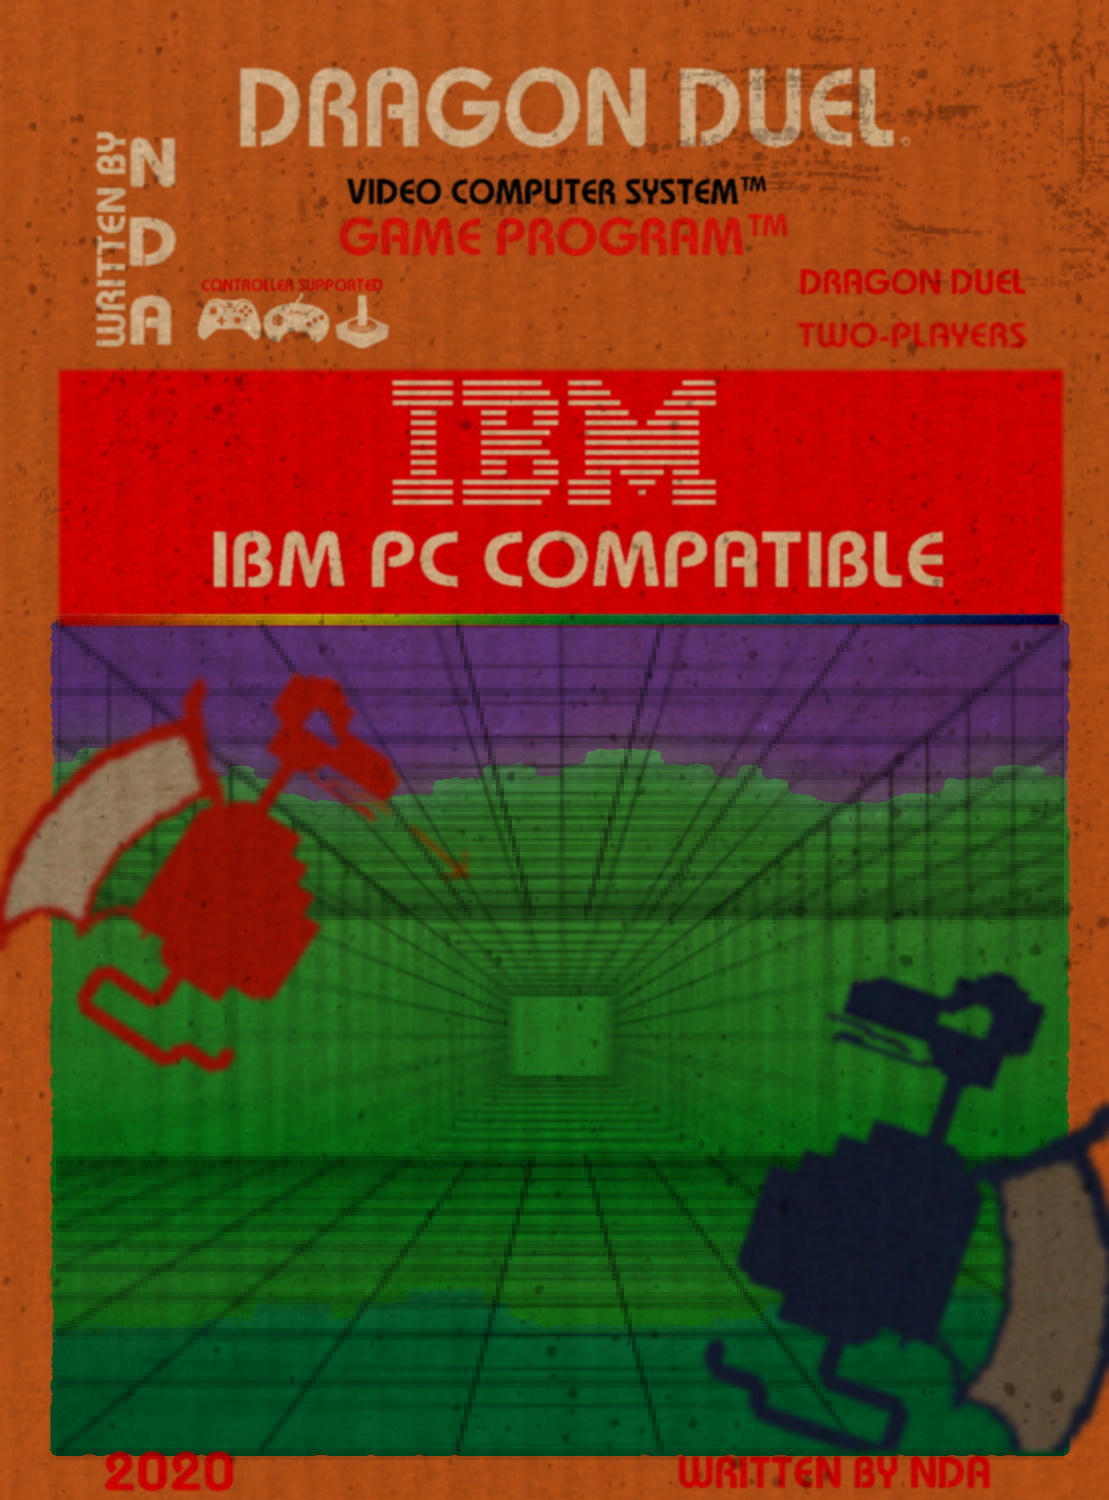 DRAGON DUEL
VIDEO COMPUTER SYSTEM™
GAME PROGRAM™
WRITTEN BY
NDA
CONTROLLER SUPPORTED
DRAGON DUEL
TWO-PLAYERS
IBM
IBM PC COMPATIBLE
2020
WRITTEN BY NDA